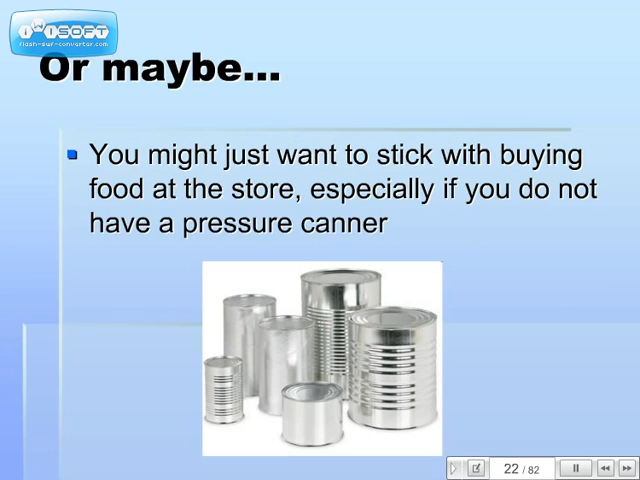 iWiSOFT
flash-swf-converter.com
Or maybe...
You might just want to stick with buying
food at the store, especially if you do not
have a pressure canner
22 / 82